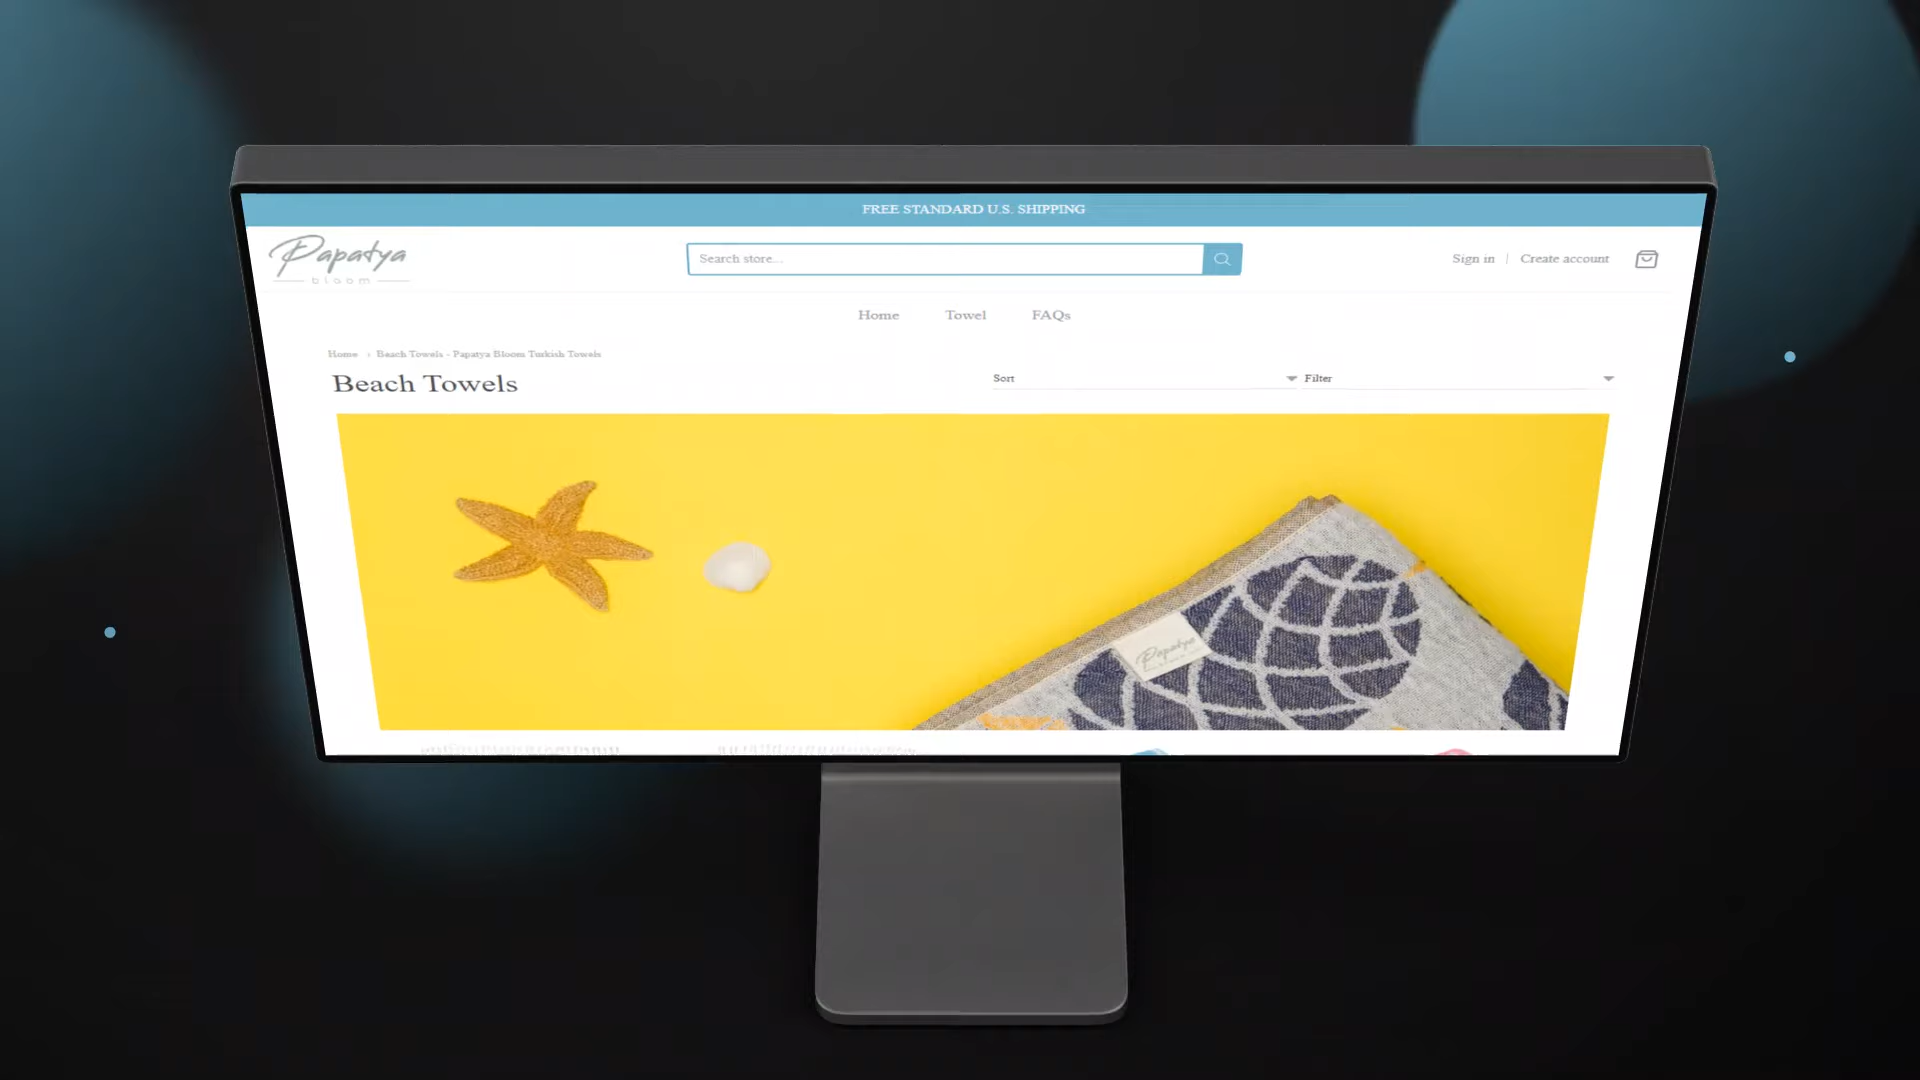 FREE STANDARD U.S. SHIPPING
Papatya
bloom
Search store...
Sign in | Create account
Home Towel FAQs
Home › Beach Towels - Papatya Bloom Turkish Towels
Beach Towels
Sort Filter
Papatya